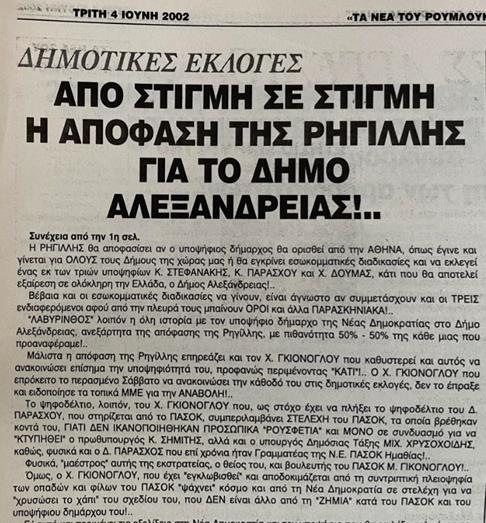 ΤΡΙΤΗ 4 ΙΟΥΝΗ 2002
«ΤΑ ΝΕΑ ΤΟΥ ΡΟΥΜΛΟΥΚ
ΔΗΜΟΤΙΚΕΣ ΕΚΛΟΓΕΣ
ΑΠΟ ΣΤΙΓΜΗ ΣΕ ΣΤΙΓΜΗ
Η ΑΠΟΦΑΣΗ ΤΗΣ ΡΗΓΙΛΛΗΣ
ΓΙΑ ΤΟ ΔΗΜΟ
ΑΛΕΞΑΝΔΡΕΙΑΣ!..
Συνέχεια από την 1η σελ.
Η ΡΗΓΙΛΛΗΣ θα αποφασίσει αν ο υποψήφιος δήμαρχος θα ορισθεί από την ΑΘΗΝΑ, όπως έγινε και
γίνεται για ΟΛΟΥΣ τους Δήμους της χώρας μας ή θα εγκρίνει εσωκομματικές διαδικασίες και να εκλεγεί
ένας εκ των τριών υποψηφίων Κ. ΣΤΕΦΑΝΑΚΗΣ, Κ. ΠΑΡΑΣΧΟΥ και Χ. ΔΟΥΜΑΣ, κάτι που θα αποτελεί
εξαίρεση σε ολόκληρη την Ελλάδα, ο Δήμος Αλεξάνδρειας!..
Βέβαια και οι εσωκομματικές διαδικασίες να γίνουν, είναι άγνωστο αν συμμετάσχουν και οι ΤΡΕΙΣ
ενδιαφερόμενοι αφού από την πλευρά τους μπαίνουν ΟΡΟΙ και άλλα ΠΑΡΑΣΚΗΝΙΑΚΑ!..
"ΛΑΒΥΡΙΝΘΟΣ" λοιπόν η όλη ιστορία με τον υποψήφιο δήμαρχο της Νέας Δημοκρατίας στο Δήμο
Αλεξάνδρειας, ανεξάρτητα της απόφασης της Ρηγίλλης, με πιθανότητα 50% - 50% της κάθε μιας που
προαναφέραμε!..
Μάλιστα η απόφαση της Ρηγίλλης επηρεάζει και τον Χ. ΓΚΙΟΝΟΓΛΟΥ που καθυστερεί και αυτός να
ανακοινώσει επίσημα την υποψηφιότητά του, προφανώς περιμένοντας "ΚΑΤΙ"!.. Ο Χ. ΓΚΙΟΝΟΓΛΟΥ που
επρόκειτο το περασμένο Σάββατο να ανακοινώσει την κάθοδό του στις δημοτικές εκλογές, δεν το έπραξε
και ειδοποίησε τα τοπικά ΜΜΕ για την ΑΝΑΒΟΛΗ!..
Το ψηφοδέλτιο, λοιπόν, του Χ. ΓΚΙΟΝΟΓΛΟΥ που, ως στόχο έχει να πλήξει το ψηφοδέλτιο του Δ.
ΠΑΡΑΣΧΟΥ, που στηρίζεται από το ΠΑΣΟΚ, συμπεριλαμβάνει ΣΤΕΛΕΧΗ του ΠΑΣΟΚ, τα οποία βρέθηκαν
κοντά του, ΓΙΑΤΙ ΔΕΝ ΙΚΑΝΟΠΟΙΗΘΗΚΑΝ ΠΡΟΣΩΠΙΚΑ "ΡΟΥΣΦΕΤΙΑ" και ΜΟΝΟ σε συνδυασμό για να
"ΚΤΥΠΗΘΕΙ" ο πρωθυπουργός Κ. ΣΗΜΙΤΗΣ, αλλά και ο υπουργός Δημόσιας Τάξης ΜΙΧ. ΧΡΥΣΟΧΟΪΔΗΣ,
καθώς, φυσικά και ο Δ. ΠΑΡΑΣΧΟΣ που επί χρόνια ήταν Γραμματέας της Ν.Ε. ΠΑΣΟΚ Ημαθίας!..
Φυσικά, "μαέστρος" αυτής της εκστρατείας, ο θείος του, και βουλευτής του ΠΑΣΟΚ Μ. ΓΙΚΟΝΟΓΛΟΥ!..
Όμως, ο Χ. ΓΚΙΟΝΟΓΛΟΥ, που έχει "εγκλωβισθεί" και αποδοκιμάζεται από τη συντριπτική πλειοψηφία
των οπαδών και φίλων του ΠΑΣΟΚ "ψάχνει" κόσμο και από τη Νέα Δημοκρατία σε στελέχη για να
"χρυσώσει το χάπι" του σχεδίου του, που ΔΕΝ είναι άλλο από τη "ΖΗΜΙΑ" κατά του ΠΑΣΟΚ και του
υποψήφιου δημάρχου του!..